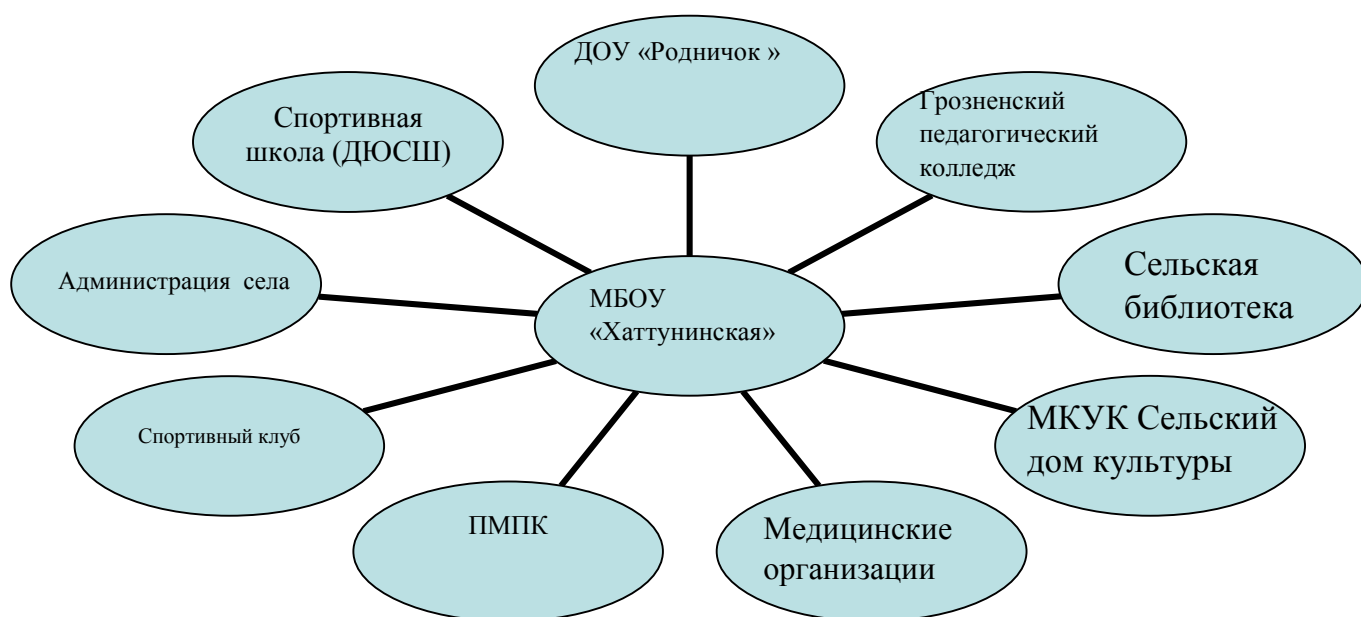 ДОУ «Родничок »
Грозненский
педагогический
колледж
Спортивная
школа (ДЮСШ)
Сельская
библиотека
Администрация села
МБОУ
«Хаттунинская»
МКУК Сельский
дом культуры
Спортивный клуб
ПМПК
Медицинские
организации